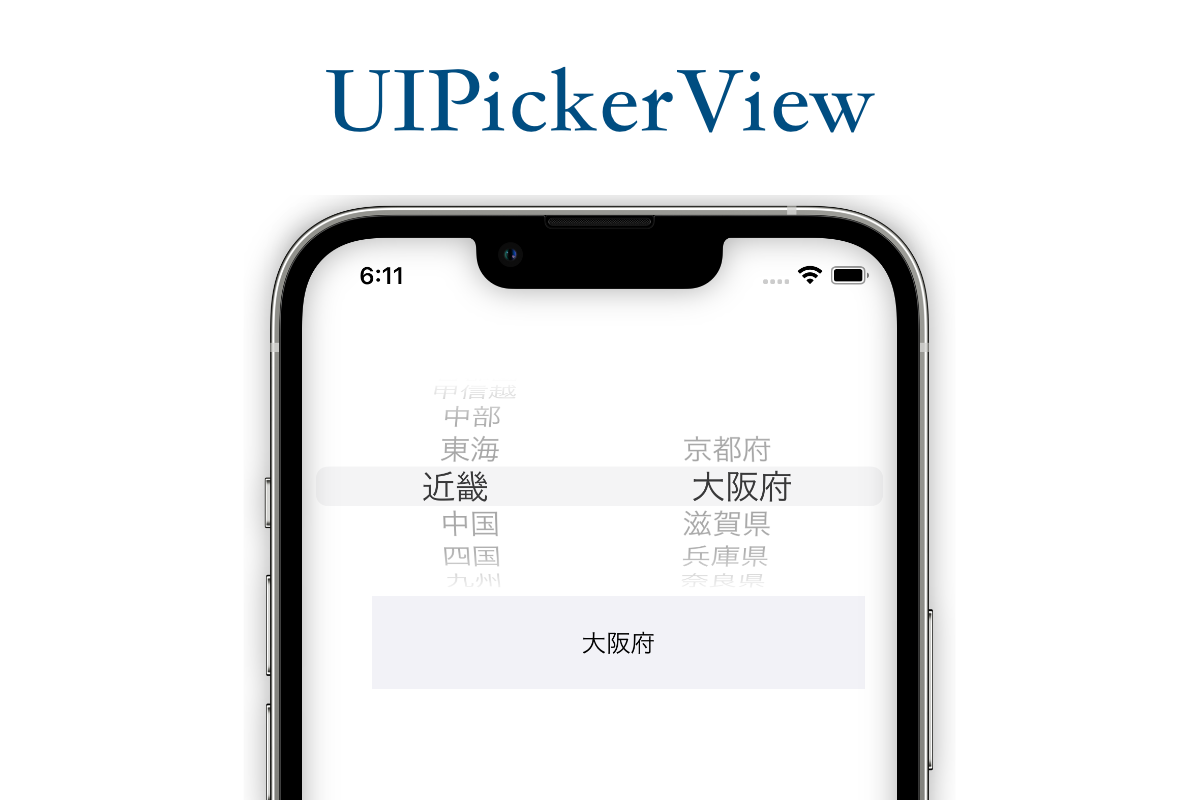 UIPickerView
6:11
甲信越
中部
東海 京都府
近畿 大阪府
中国 滋賀県
四国 兵庫県
九州 奈良県
大阪府